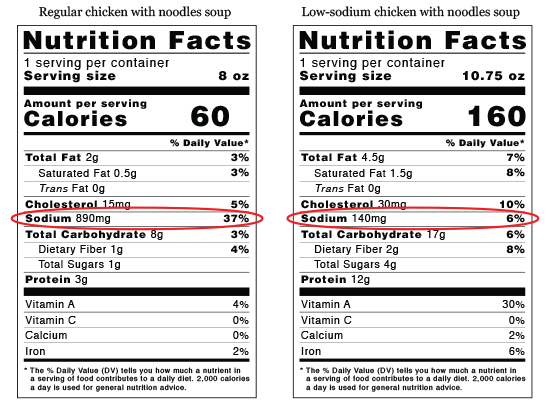 Regular chicken with noodles soup
Nutrition Facts
1 serving per container
Serving size 8 oz
Amount per serving
Calories 60
% Daily Value*
Total Fat 2g 3%
Saturated Fat 0.5g 3%
Trans Fat 0g
Cholesterol 15mg 5%
Sodium 890mg 37%
Total Carbohydrate 8g 3%
Dietary Fiber 1g 4%
Total Sugars 1g
Protein 3g
Vitamin A 4%
Vitamin C 0%
Calcium 0%
Iron 2%
* The % Daily Value (DV) tells you how much a nutrient in
a serving of food contributes to a daily diet. 2,000 calories
a day is used for general nutrition advice.
Low-sodium chicken with noodles soup
Nutrition Facts
1 serving per container
Serving size 10.75 oz
Amount per serving
Calories 160
% Daily Value*
Total Fat 4.5g 7%
Saturated Fat 1.5g 8%
Trans Fat 0g
Cholesterol 30mg 10%
Sodium 140mg 6%
Total Carbohydrate 17g 6%
Dietary Fiber 2g 8%
Total Sugars 4g
Protein 12g
Vitamin A 30%
Vitamin C 0%
Calcium 2%
Iron 6%
* The % Daily Value (DV) tells you how much a nutrient in
a serving of food contributes to a daily diet. 2,000 calories
a day is used for general nutrition advice.